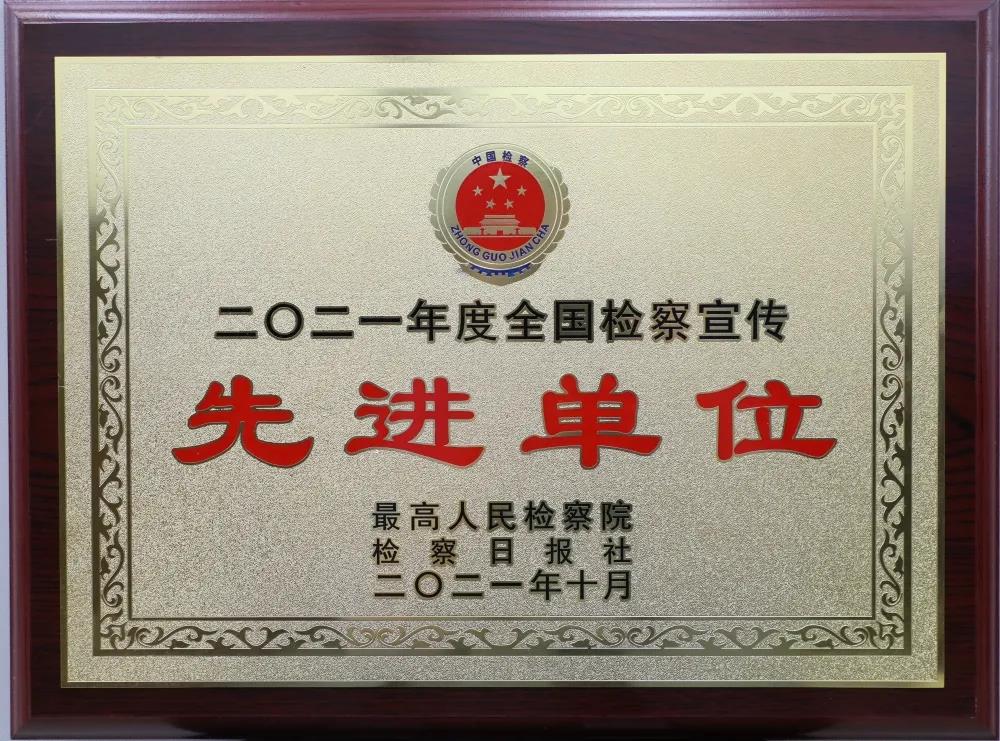 中国检察
ZHONG GUO JIAN CHA
二〇二一年度全国检察宣传
先进单位
最高人民检察院
检察日报社
二〇二一年十月